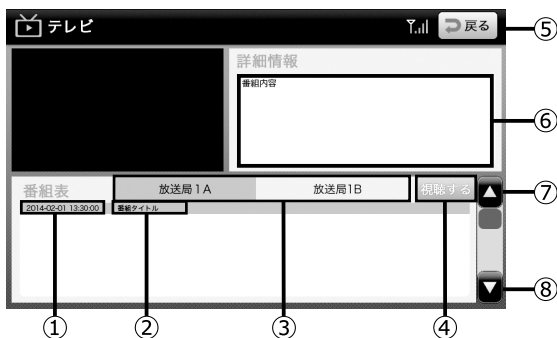 テレビ
戻る
⑤
詳細情報
番組内容
⑥
番組表
放送局1A
放送局1B
視聴する
⑦
2014-02-01 13:30:00
番組タイトル
⑧
①
②
③
④